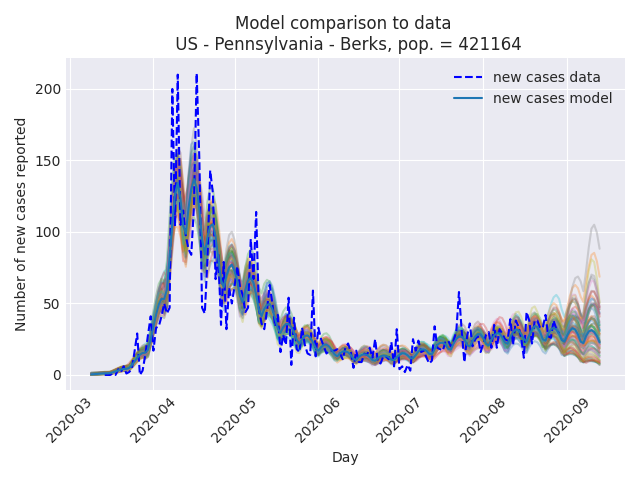 Model comparison to data
US - Pennsylvania - Berks, pop. = 421164
new cases data
new cases model
Number of new cases reported
200
150
100
50
0
2020-03
2020-04
2020-05
2020-06
2020-07
2020-08
2020-09
Day